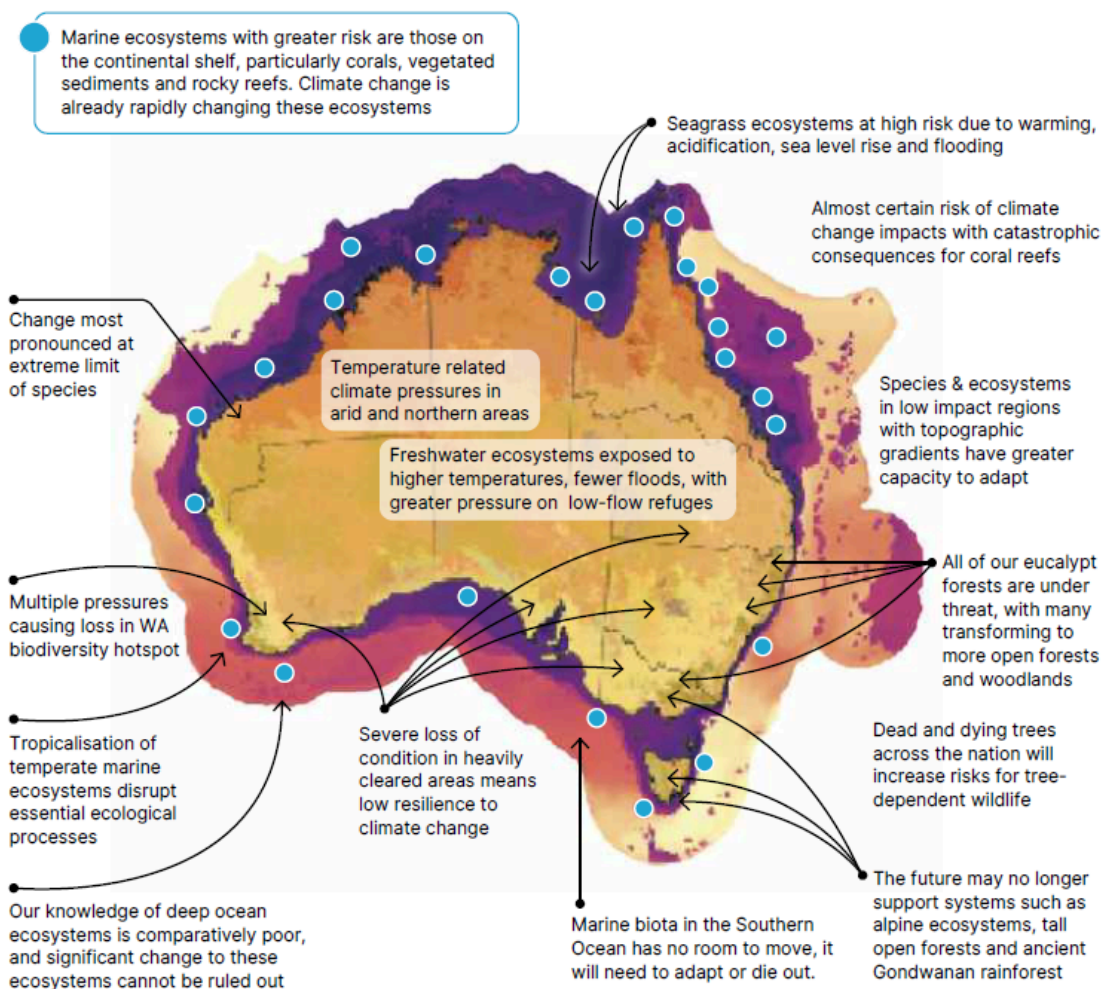 Marine ecosystems with greater risk are those on
the continental shelf, particularly corals, vegetated
sediments and rocky reefs. Climate change is
already rapidly changing these ecosystems
Seagrass ecosystems at high risk due to warming,
acidification, sea level rise and flooding
Almost certain risk of climate
change impacts with catastrophic
consequences for coral reefs
Change most
pronounced at
extreme limit
of species
Temperature related
climate pressures in
arid and northern areas
Species & ecosystems
in low impact regions
with topographic
gradients have greater
capacity to adapt
Freshwater ecosystems exposed to
higher temperatures, fewer floods, with
greater pressure on low-flow refuges
All of our eucalypt
forests are under
threat, with many
transforming to
more open forests
and woodlands
Multiple pressures
causing loss in WA
biodiversity hotspot
Tropicalisation of
temperate marine
ecosystems disrupt
essential ecological
processes
Severe loss of
condition in heavily
cleared areas means
low resilience to
climate change
Dead and dying trees
across the nation will
increase risks for tree-
dependent wildlife
Our knowledge of deep ocean
ecosystems is comparatively poor,
and significant change to these
ecosystems cannot be ruled out
Marine biota in the Southern
Ocean has no room to move, it
will need to adapt or die out.
The future may no longer
support systems such as
alpine ecosystems, tall
open forests and ancient
Gondwanan rainforest